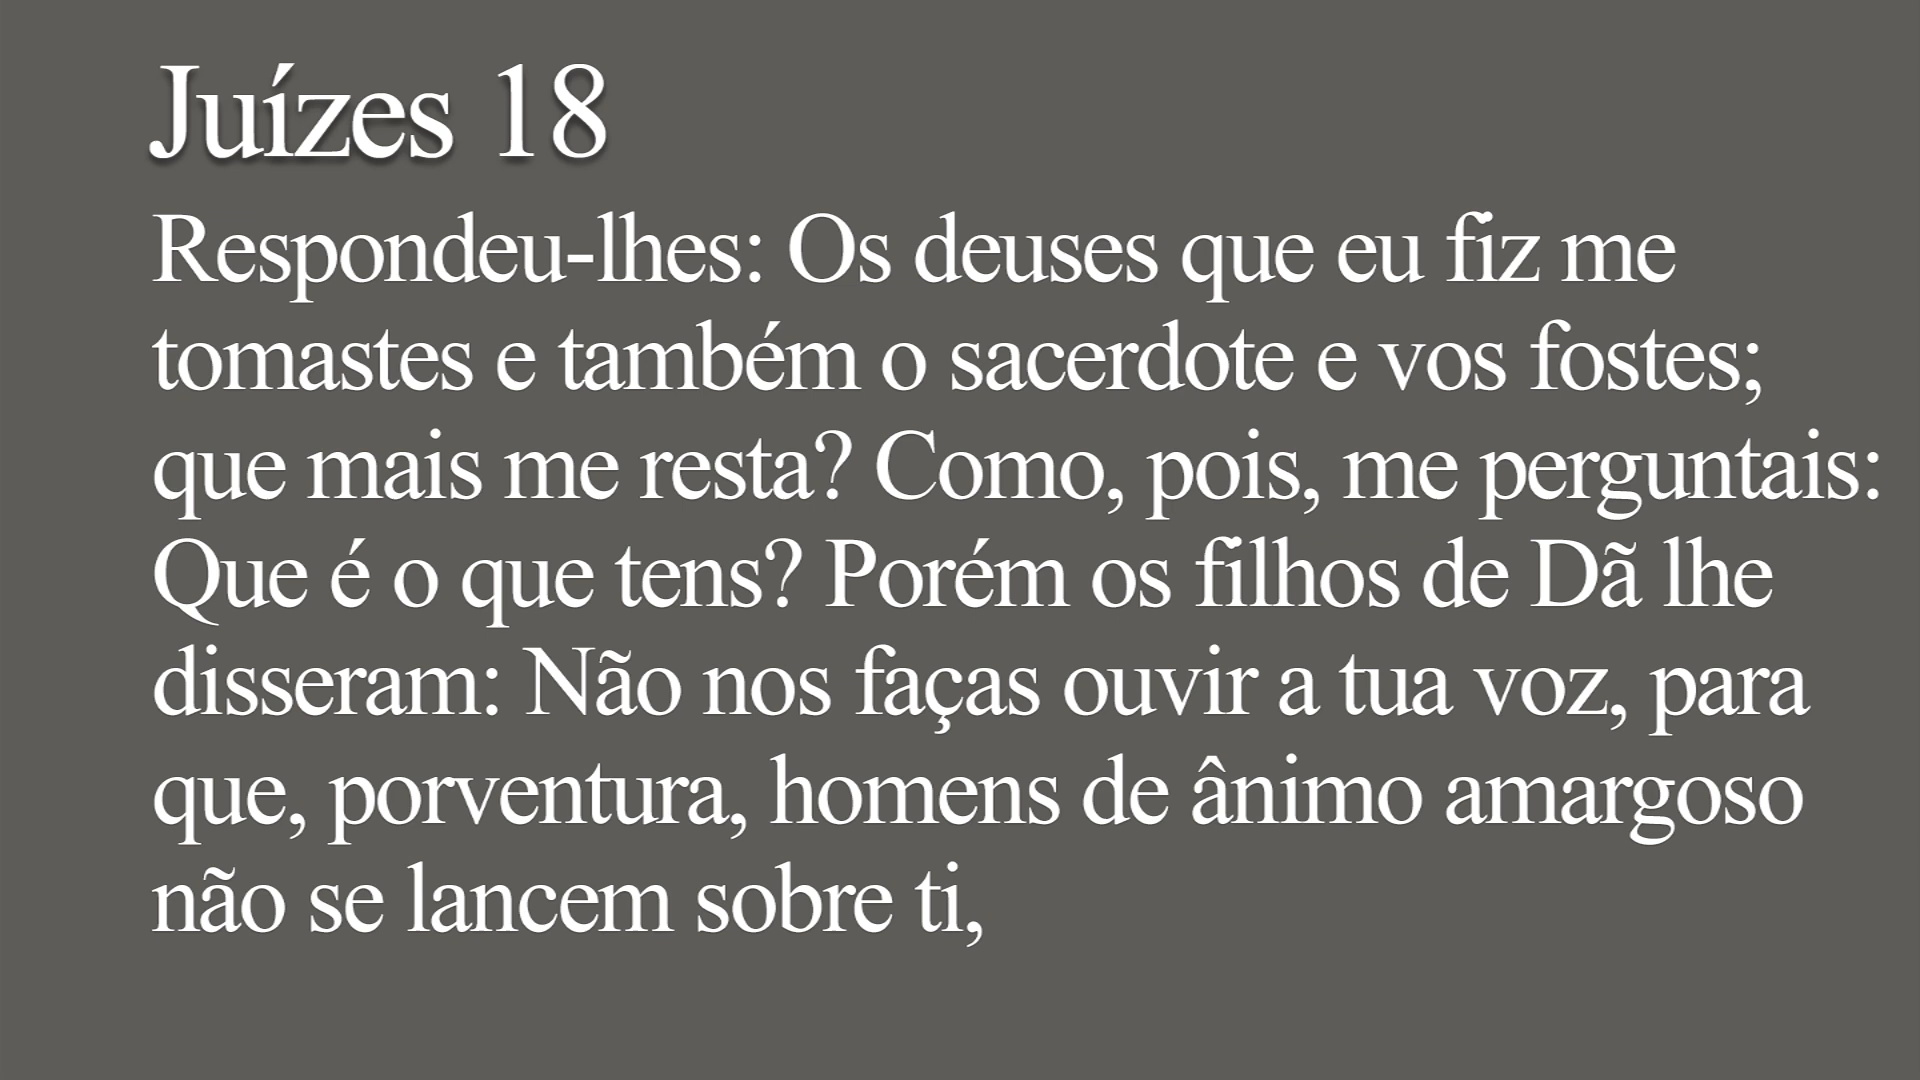 Juízes 18
Respondeu-lhes: Os deuses que eu fiz me
tomastes e também o sacerdote e vos fostes;
que mais me resta? Como, pois, me perguntais:
Que é o que tens? Porém os filhos de Dã lhe
disseram: Não nos faças ouvir a tua voz, para
que, porventura, homens de ânimo amargoso
não se lancem sobre ti,